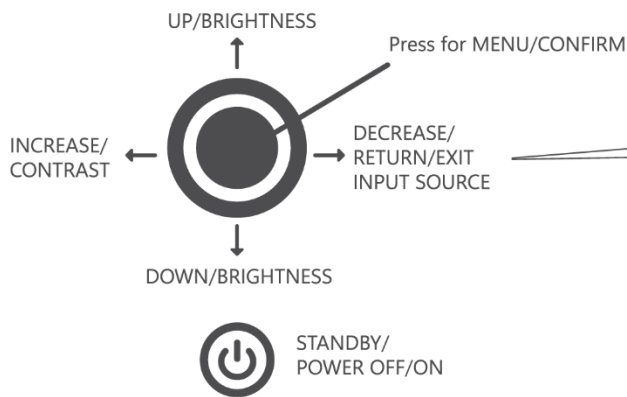 UP/BRIGHTNESS
Press for MENU/CONFIRM
INCREASE/
CONTRAST
DECREASE/
RETURN/EXIT
INPUT SOURCE
DOWN/BRIGHTNESS
STANDBY/
POWER OFF/ON